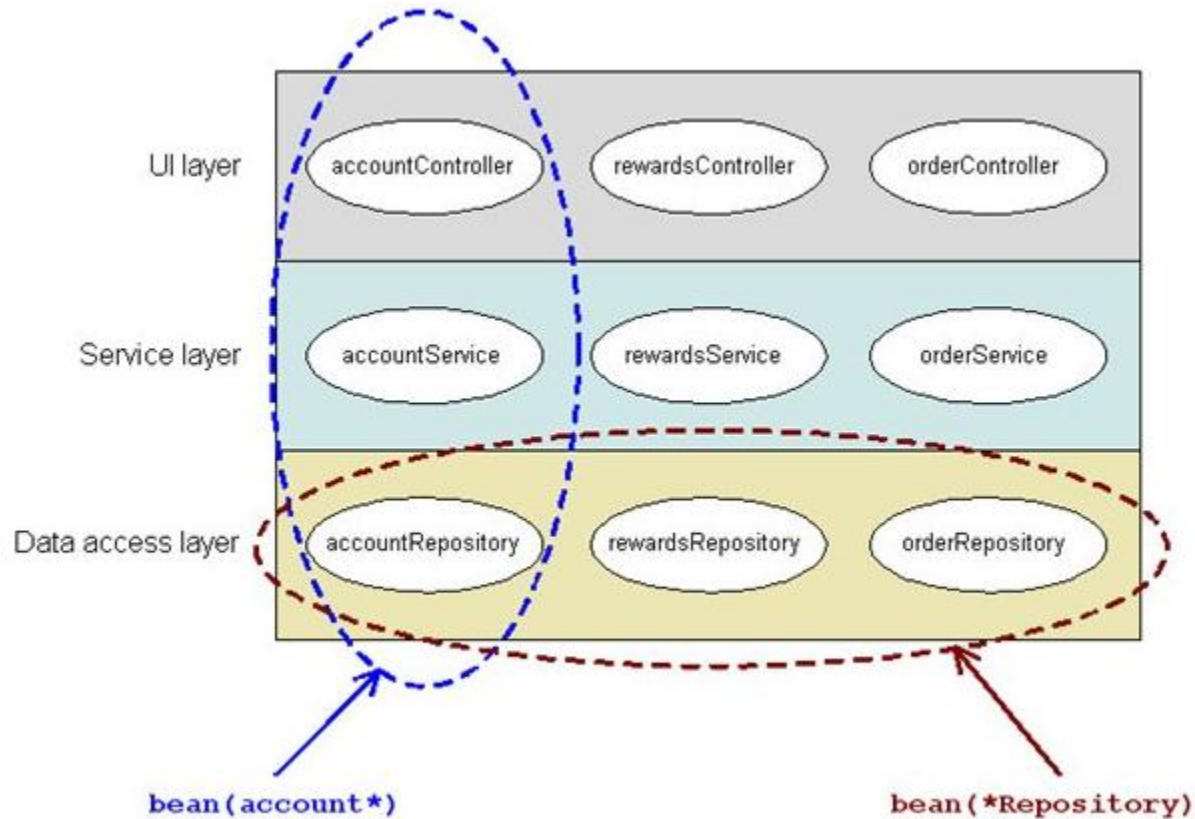 UI layer
accountController
rewardsController
orderController
Service layer
accountService
rewardsService
orderService
Data access layer
accountRepository
rewardsRepository
orderRepository
bean(account*)
bean(*Repository)